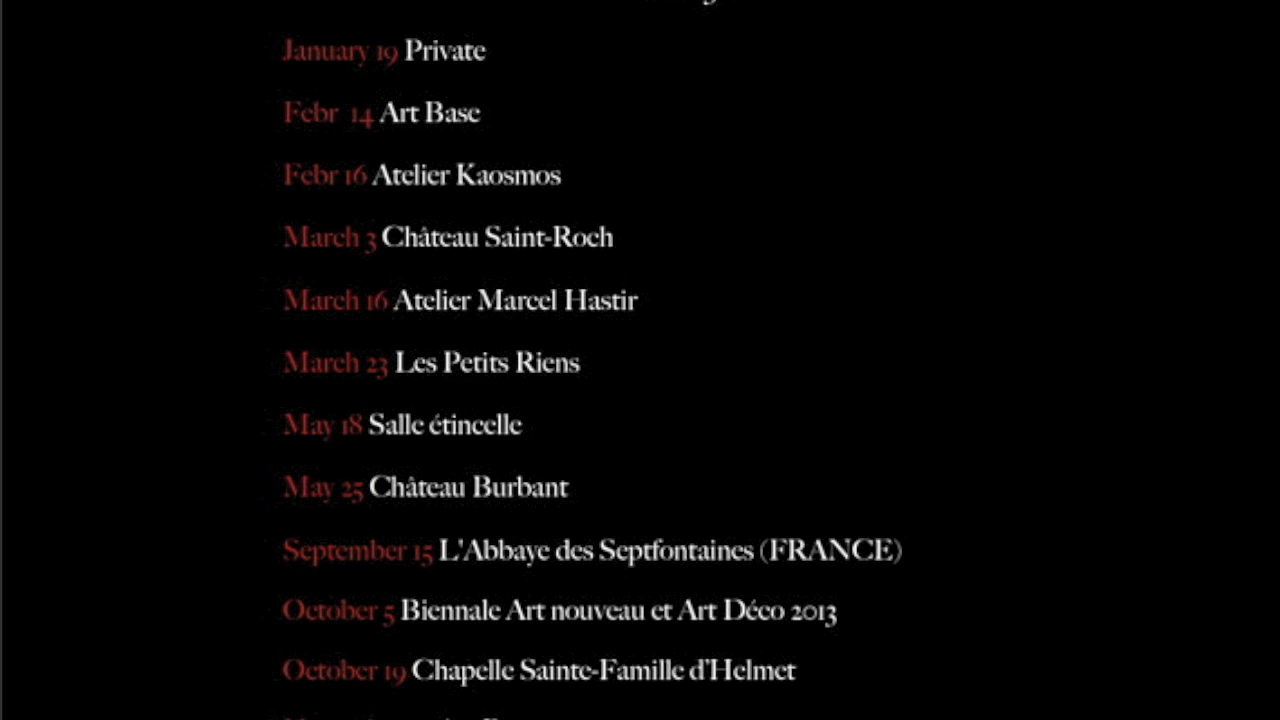 January 19 Private
Febr 14 Art Base
Febr 16 Atelier Kaosmos
March 3 Château Saint-Roch
March 16 Atelier Marcel Hastir
March 23 Les Petits Riens
May 18 Salle étincelle
May 25 Château Burbant
September 15 L'Abbaye des Septfontaines (FRANCE)
October 5 Biennale Art nouveau et Art Déco 2013
October 19 Chapelle Sainte-Famille d'Helmet